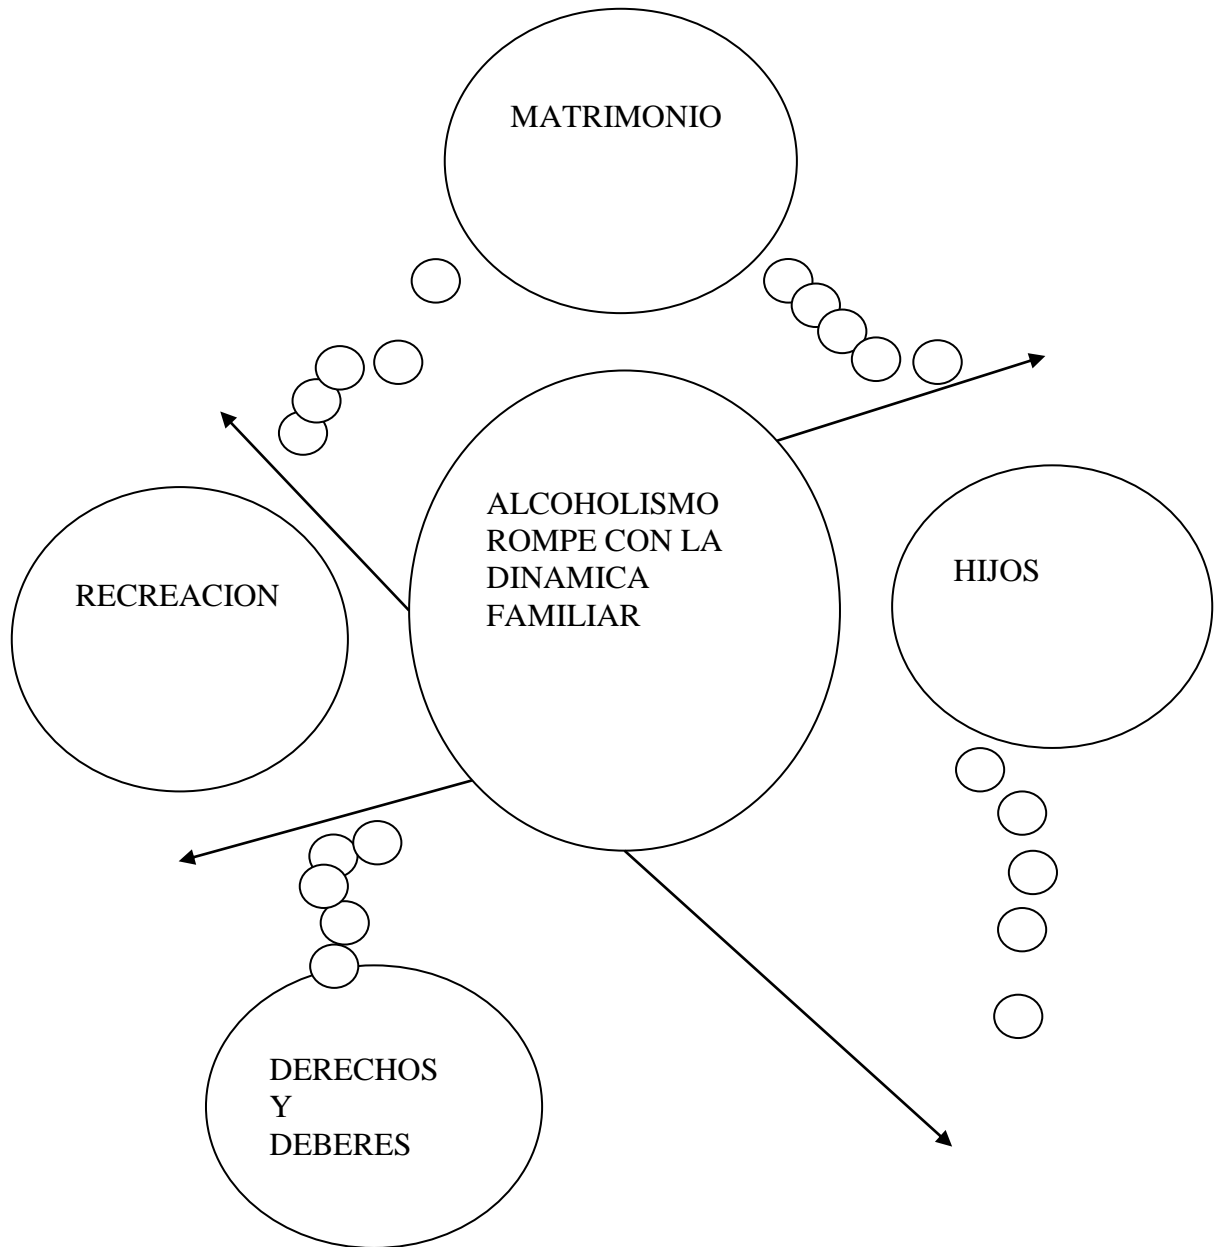 MATRIMONIO
ALCOHOLISMO
ROMPE CON LA
DINAMICA
FAMILIAR
HIJOS
RECREACION
DERECHOS
Y
DEBERES